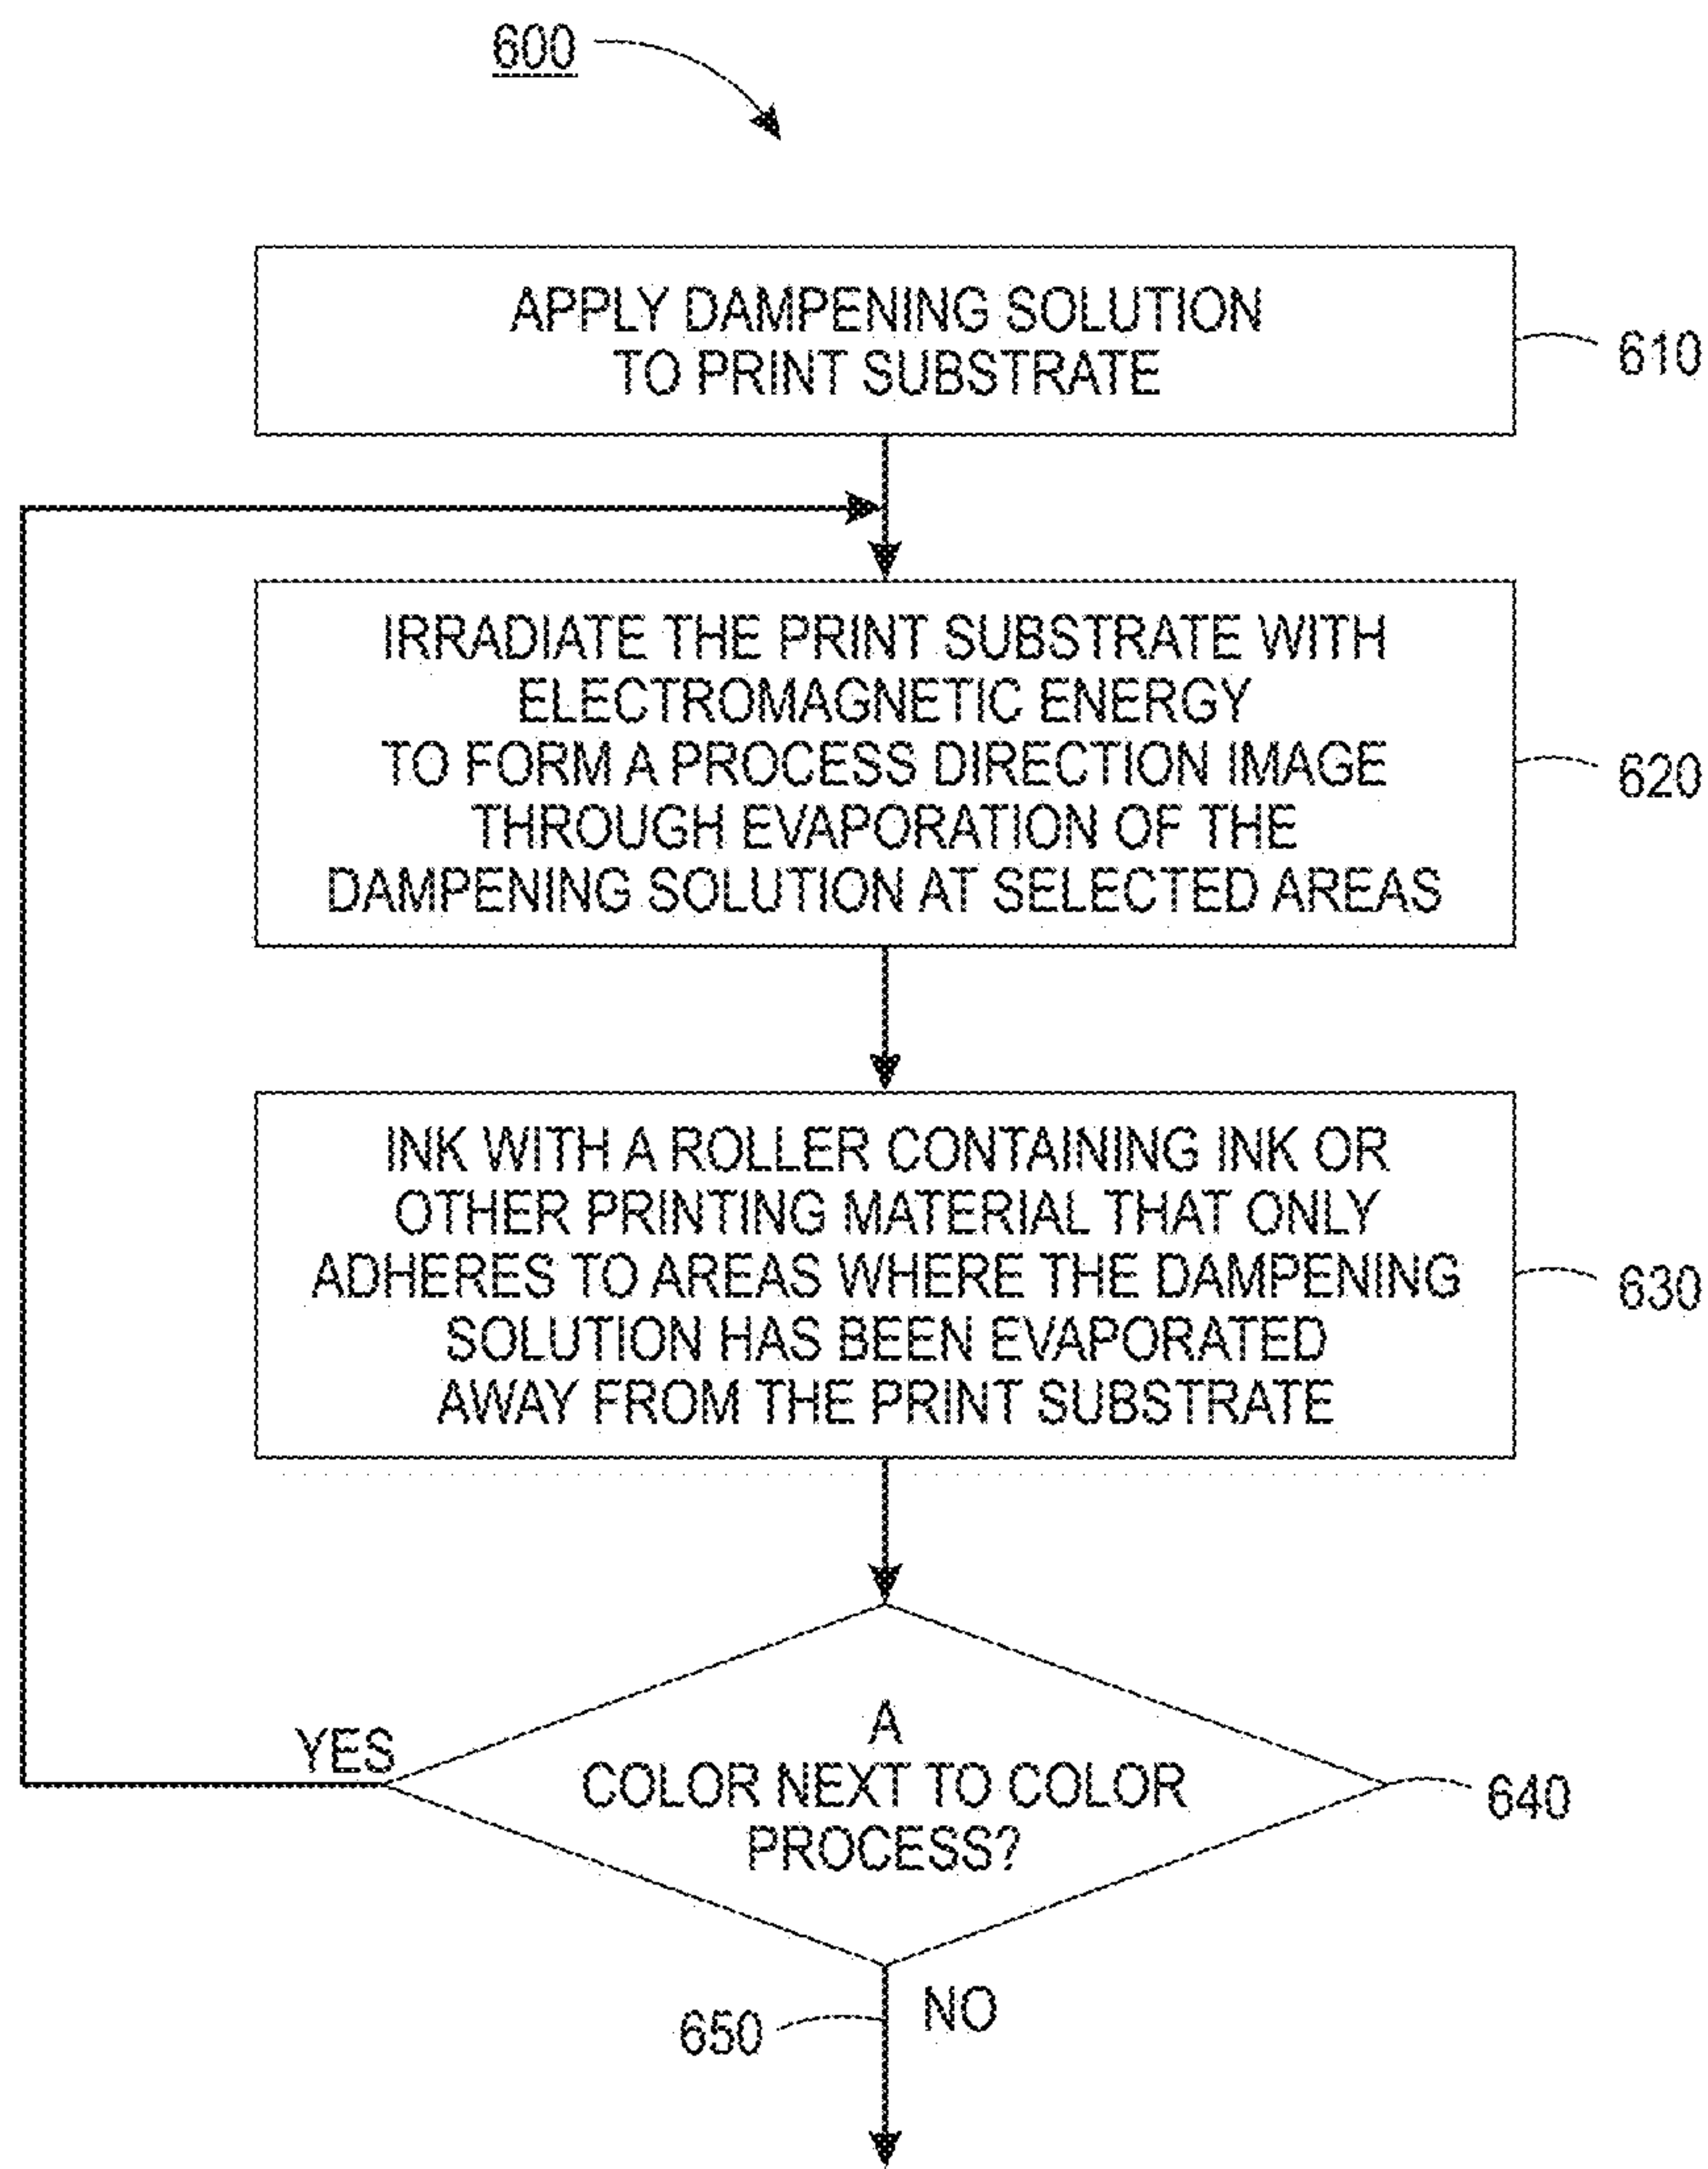 600
APPLY DAMPENING SOLUTION
TO PRINT SUBSTRATE
610
IRRADIATE THE PRINT SUBSTRATE WITH
ELECTROMAGNETIC ENERGY
TO FORM A PROCESS DIRECTION IMAGE
THROUGH EVAPORATION OF THE
DAMPENING SOLUTION AT SELECTED AREAS
620
INK WITH A ROLLER CONTAINING INK OR
OTHER PRINTING MATERIAL THAT ONLY
ADHERES TO AREAS WHERE THE DAMPENING
SOLUTION HAS BEEN EVAPORATED
AWAY FROM THE PRINT SUBSTRATE
630
YES
A
COLOR NEXT TO COLOR
PROCESS?
640
NO
650